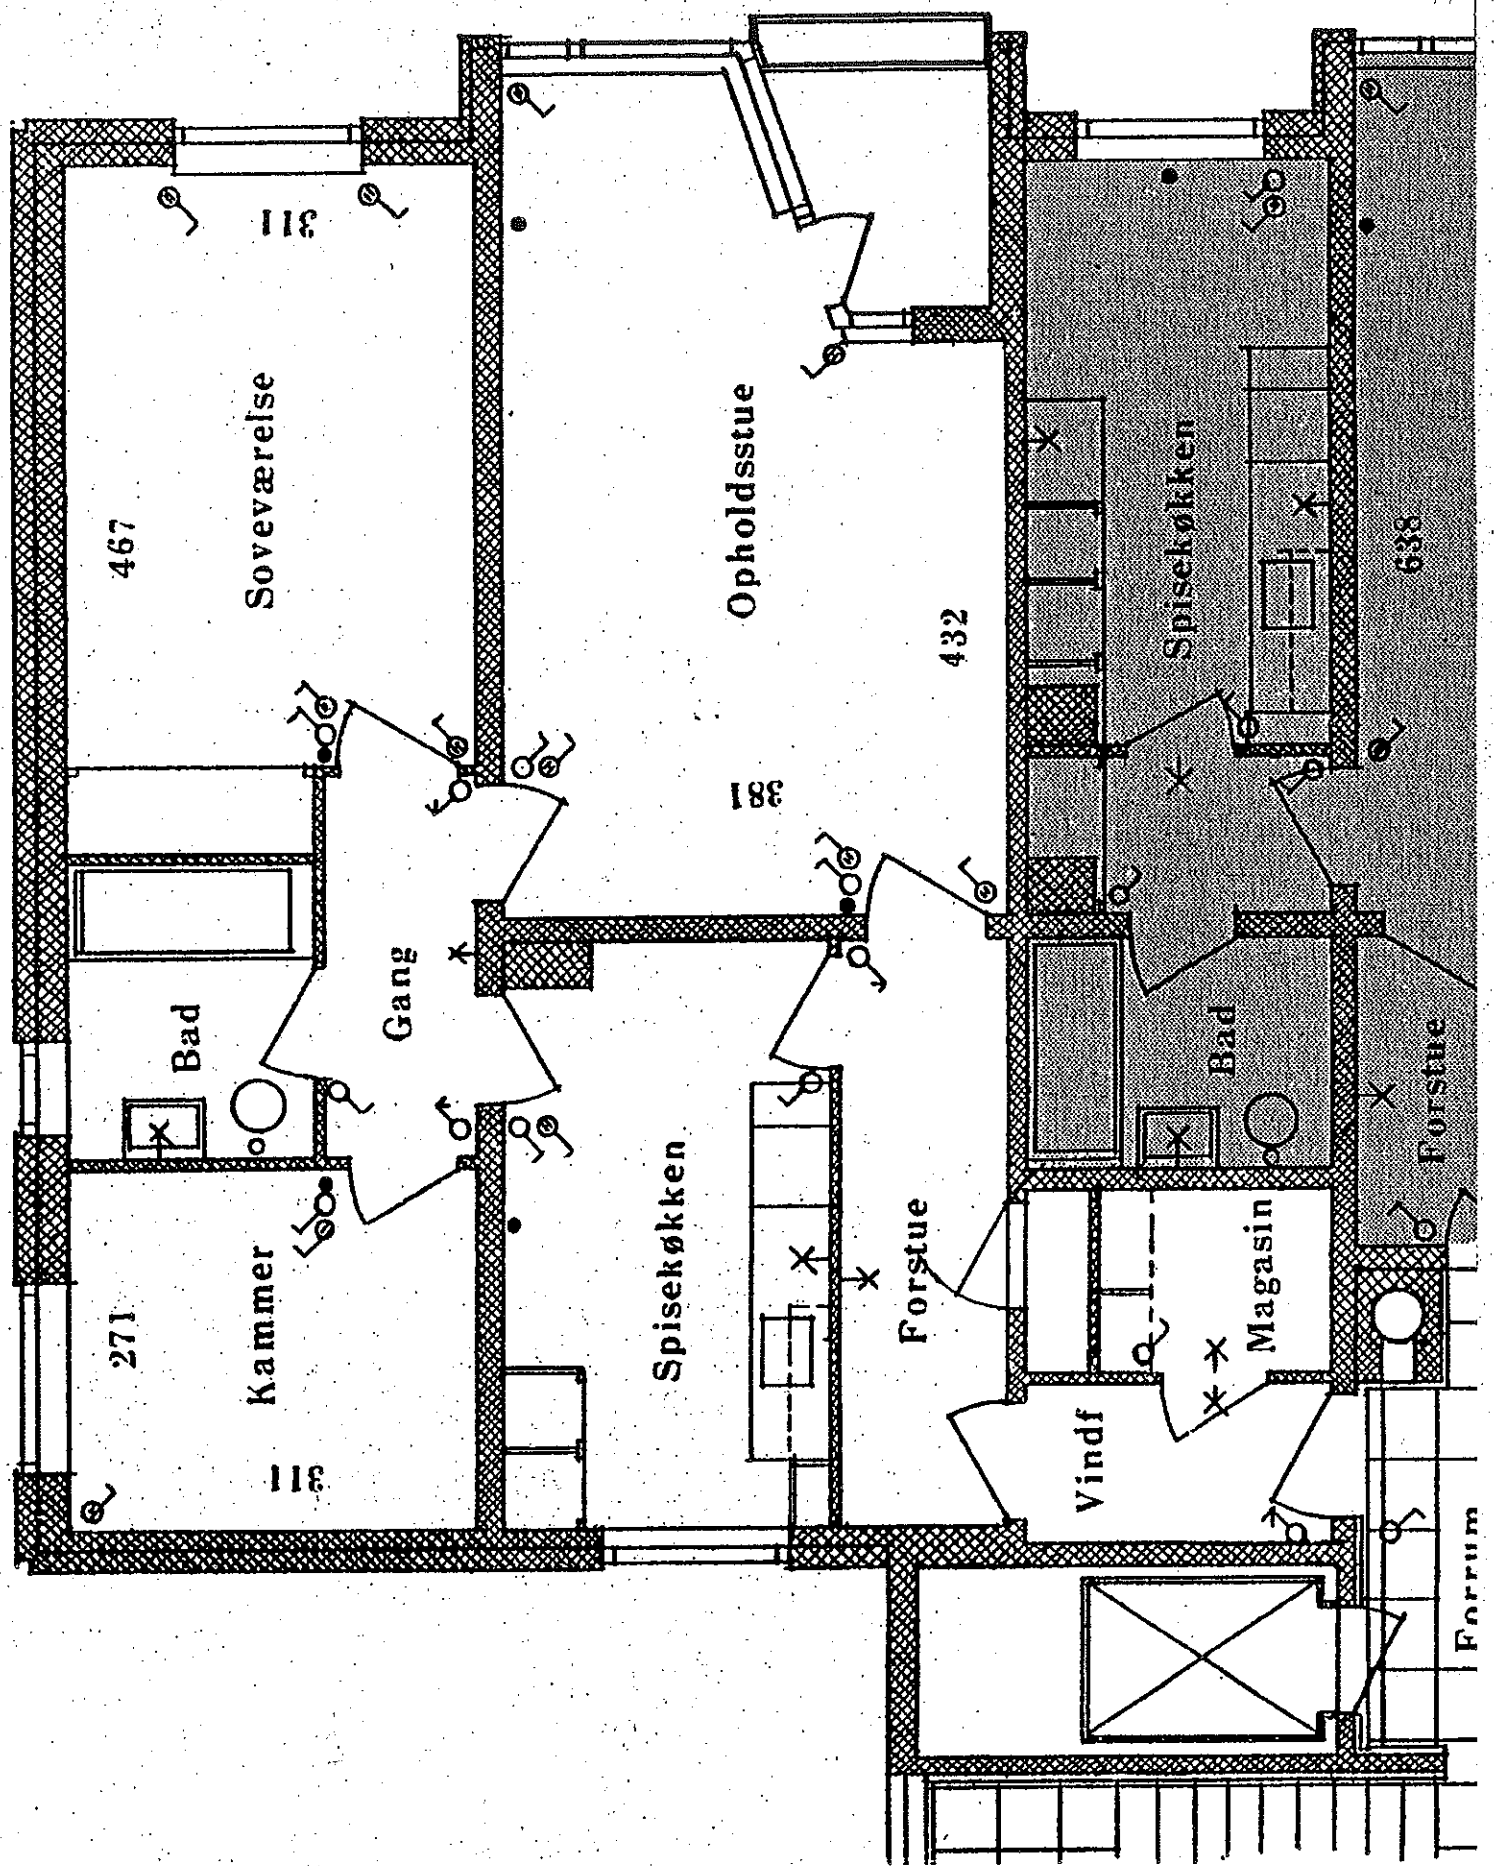 311
467
Soveværelse
Opholdsstue
432
381
Spisekøkken
638
Bad
Gang
Bad
Forstue
271
Kammer
311
Spisekøkken
Forstue
Magasin
Vindf
Forrum